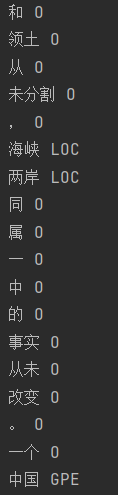 和 O
领土 O
从 O
未分割 O
， O
海峡 LOC
两岸 LOC
同 O
属 O
一 O
中 O
的 O
事实 O
从未 O
改变 O
。 O
一个 O
中国 GPE